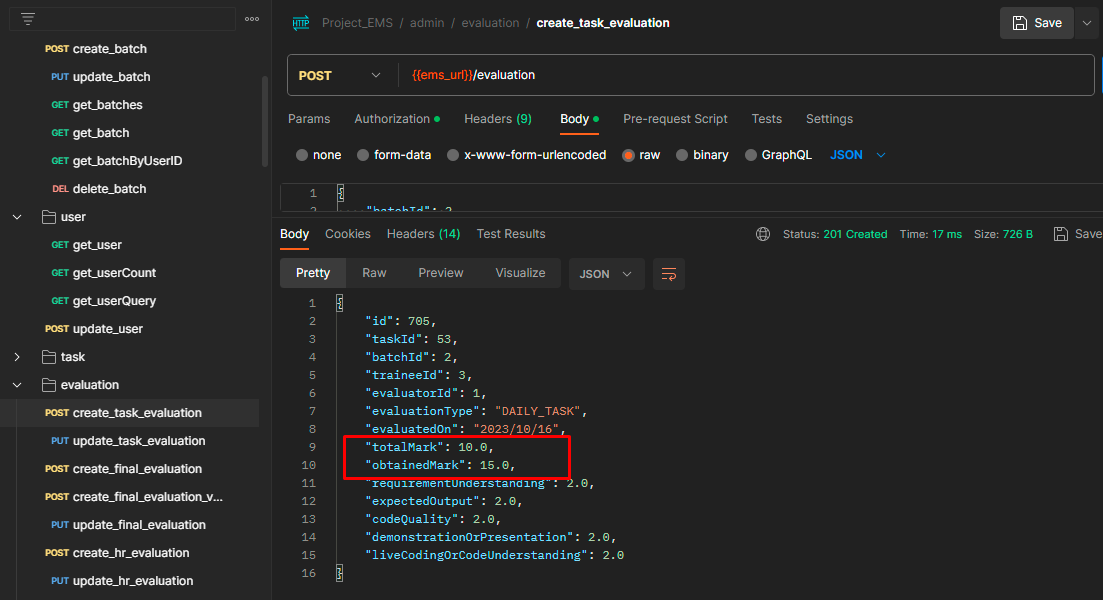 POST create_batch
PUT update_batch
GET get_batches
GET get_batch
GET get_batchByUserID
DEL delete_batch
user
GET get_user
GET get_userCount
GET get_userQuery
POST update_user
task
evaluation
POST create_task_evaluation
PUT update_task_evaluation
POST create_final_evaluation
POST create_final_evaluation_v...
PUT update_final_evaluation
POST create_hr_evaluation
PUT update_hr_evaluation
HTTP Project_EMS / admin / evaluation / create_task_evaluation
Save
POST {{ems_url}}/evaluation
Params Authorization Headers (9) Body Pre-request Script Tests Settings
none form-data x-www-form-urlencoded raw binary GraphQL JSON
1 {
2 "batchId": 2,
Body Cookies Headers (14) Test Results Status: 201 Created Time: 17 ms Size: 726 B Save
Pretty Raw Preview Visualize JSON
1 {
2 "id": 705,
3 "taskId": 53,
4 "batchId": 2,
5 "traineeId": 3,
6 "evaluatorId": 1,
7 "evaluationType": "DAILY_TASK",
8 "evaluatedOn": "2023/10/16",
9 "totalMark": 10.0,
10 "obtainedMark": 15.0,
11 "requirementUnderstanding": 2.0,
12 "expectedOutput": 2.0,
13 "codeQuality": 2.0,
14 "demonstrationOrPresentation": 2.0,
15 "liveCodingOrCodeUnderstanding": 2.0
16 }